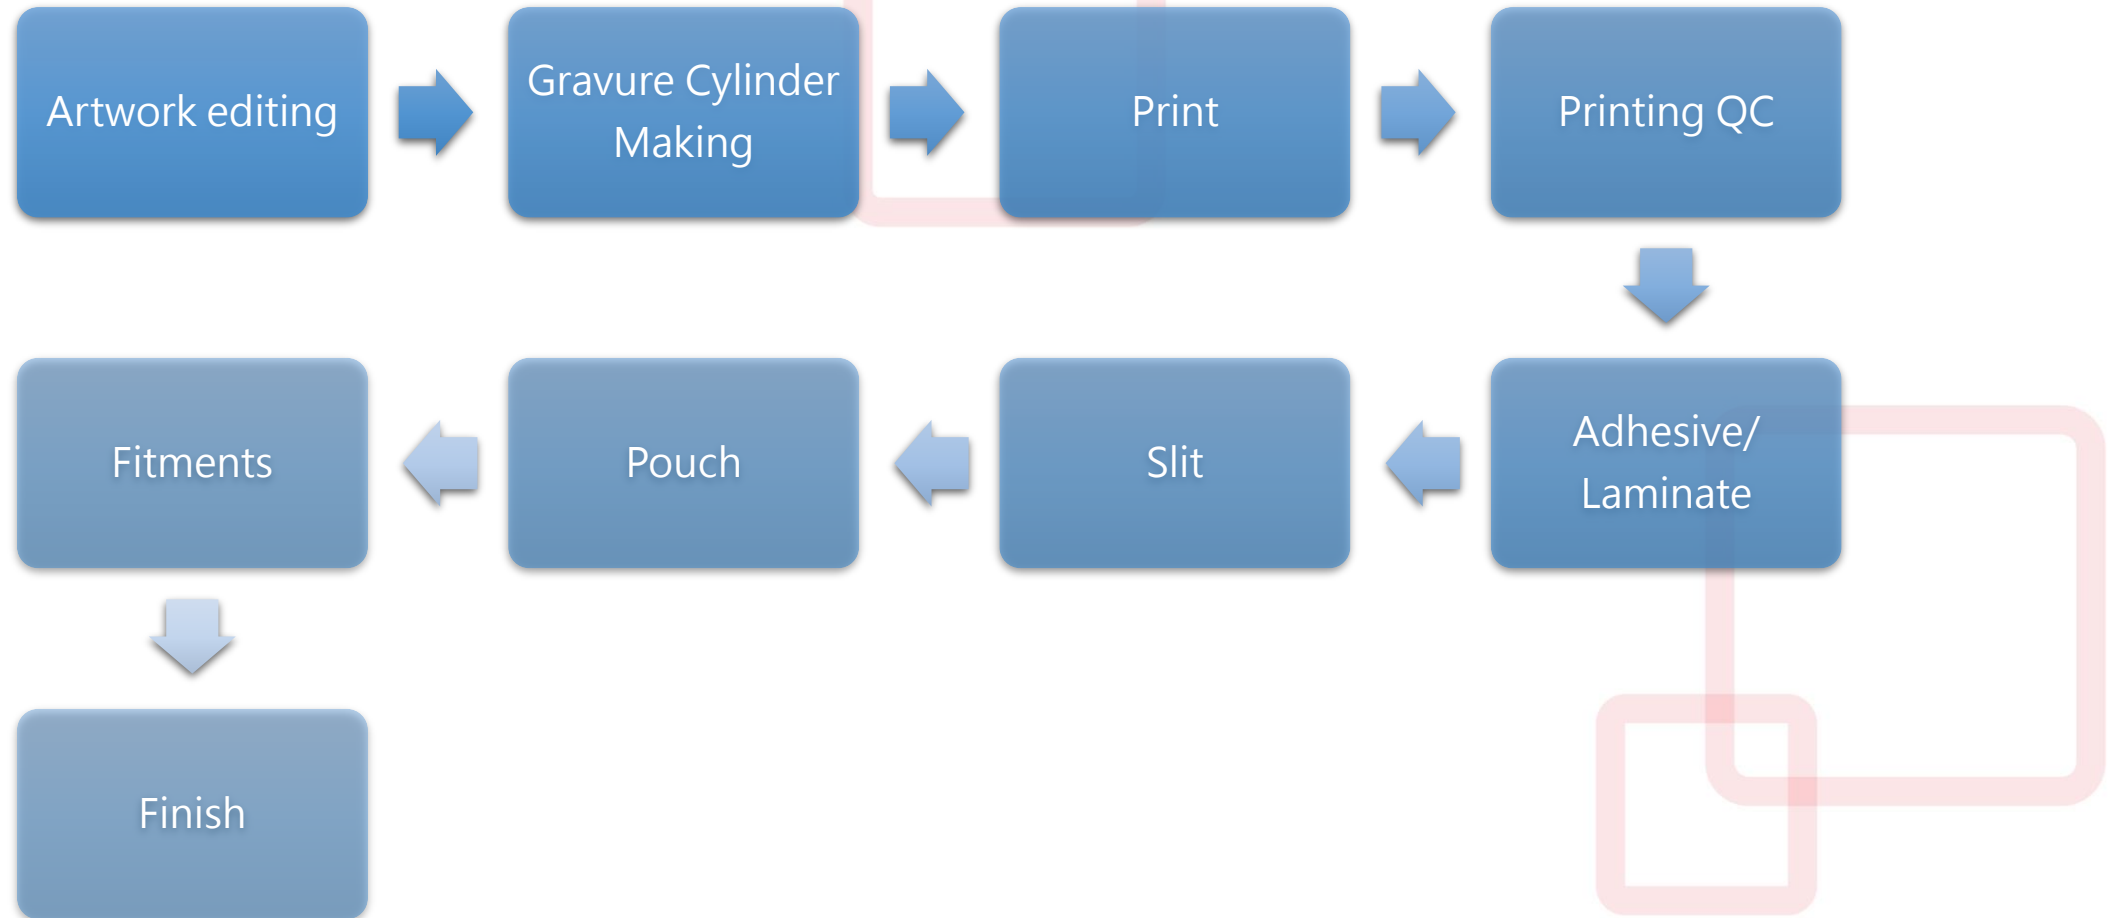 Artwork editing
Gravure Cylinder
Making
Print
Printing QC
Adhesive/
Laminate
Slit
Pouch
Fitments
Finish